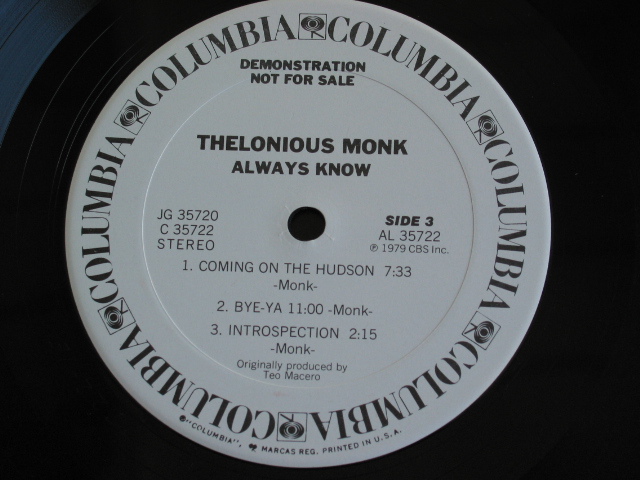 COLUMBIA COLUMBIA COLUMBIA COLUMBIA COLUMBIA COLUMBIA COLUMBIA
DEMONSTRATION
NOT FOR SALE
THELONIOUS MONK
ALWAYS KNOW
JG 35720
C 35722
STEREO
SIDE 3
AL 35722
℗ 1979 CBS Inc.
1. COMING ON THE HUDSON 7:33
-Monk-
2. BYE-YA 11:00 -Monk-
3. INTROSPECTION 2:15
-Monk-
Originally produced by
Teo Macero
"COLUMBIA", MARCAS REG. PRINTED IN U.S.A.